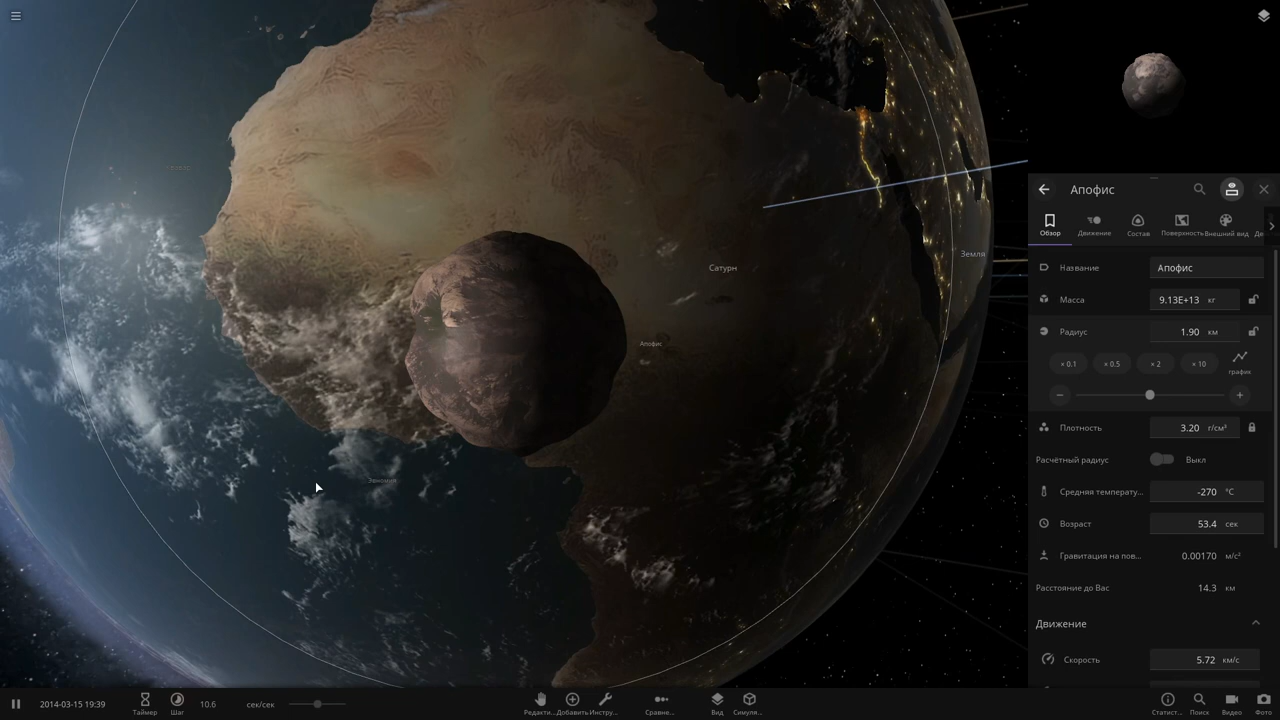 Апофис
Обзор
Движение
Состав
Поверхность
Внешний вид
Название
Апофис
Масса
9.13E+13 кг
Радиус
1.90 км
× 0.1
× 0.5
× 2
× 10
график
Плотность
3.20 г/см³
Расчётный радиус
Выкл
Средняя температу...
-270 °C
Возраст
53.4 сек
Гравитация на пов...
0.00170 м/с²
Расстояние до Вас
14.3 км
Движение
Скорость
5.72 км/с
Сатурн
Земля
Апофис
2014-03-15 19:39
Таймер
Шаг
10.6
сек/сек
Редакти...
Добавить
Инстру...
Сравне...
Вид
Симуля...
Статист...
Поиск
Видео
Фото